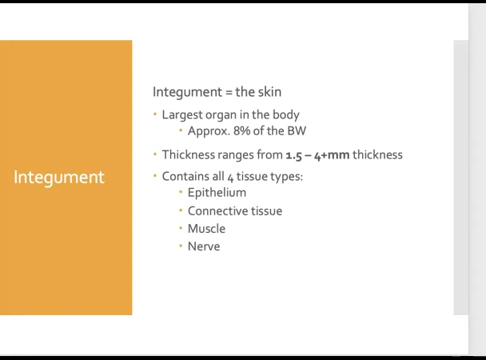 Integument
Integument = the skin
• Largest organ in the body
• Approx. 8% of the BW
• Thickness ranges from 1.5 – 4+mm thickness
• Contains all 4 tissue types:
• Epithelium
• Connective tissue
• Muscle
• Nerve